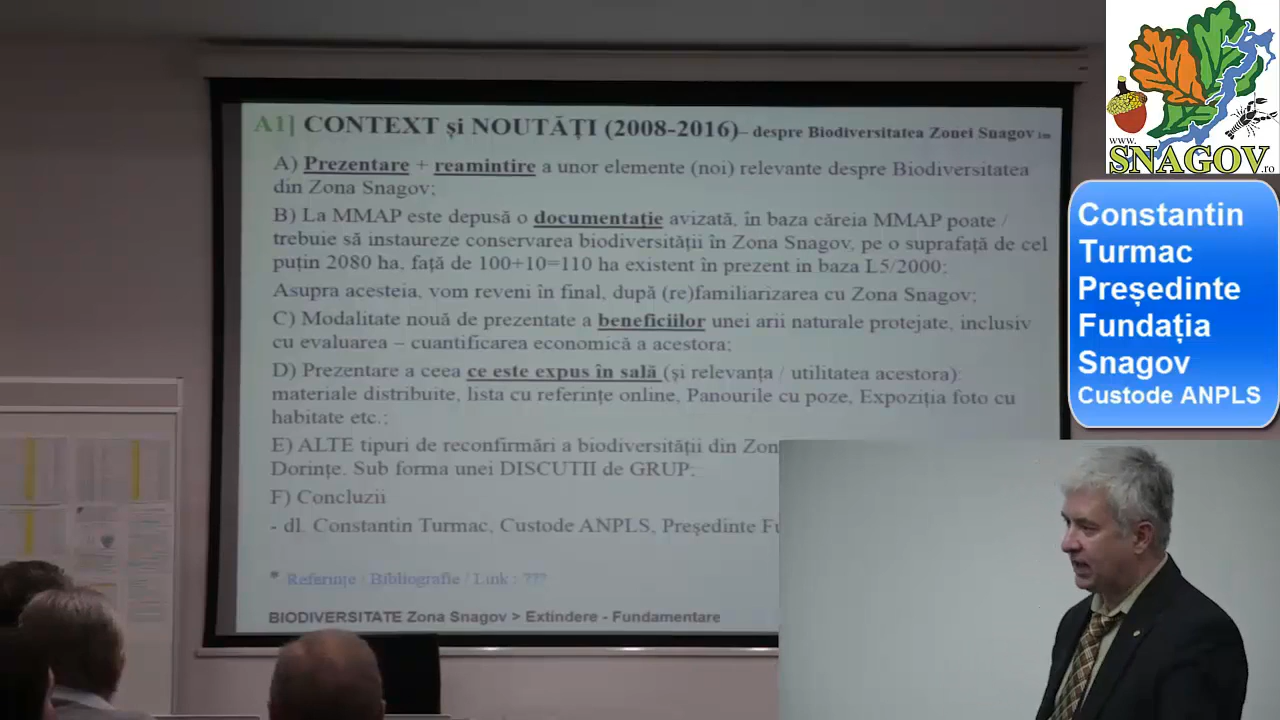 A1| CONTEXT și NOUTĂȚI (2008-2016)– despre Biodiversitatea Zonei Snagov
A) Prezentare + reamintire a unor elemente (noi) relevante despre Biodiversitatea
din Zona Snagov;
B) La MMAP este depusă o documentație avizată, în baza căreia MMAP poate /
trebuie să instaureze conservarea biodiversității în Zona Snagov, pe o suprafață de cel
puțin 2080 ha, față de 100+10=110 ha existent în prezent in baza L5/2000;
Asupra acesteia, vom reveni în final, după (re)familiarizarea cu Zona Snagov;
C) Modalitate nouă de prezentate a beneficiilor unei arii naturale protejate, inclusiv
cu evaluarea – cuantificarea economică a acestora;
D) Prezentare a ceea ce este expus în sală (și relevanța / utilitatea acestora):
materiale distribuite, lista cu referințe online, Panourile cu poze, Expoziția foto cu
habitate etc.;
E) ALTE tipuri de reconfirmări a biodiversității din Zon
Dorințe. Sub forma unei DISCUTII de GRUP.
F) Concluzii
- dl. Constantin Turmac, Custode ANPLS, Președinte Fu
* Referințe / Bibliografie / Link : ???
BIODIVERSITATE Zona Snagov > Extindere - Fundamentare
www.
SNAGOV.ro
Constantin
Turmac
Președinte
Fundația
Snagov
Custode ANPLS